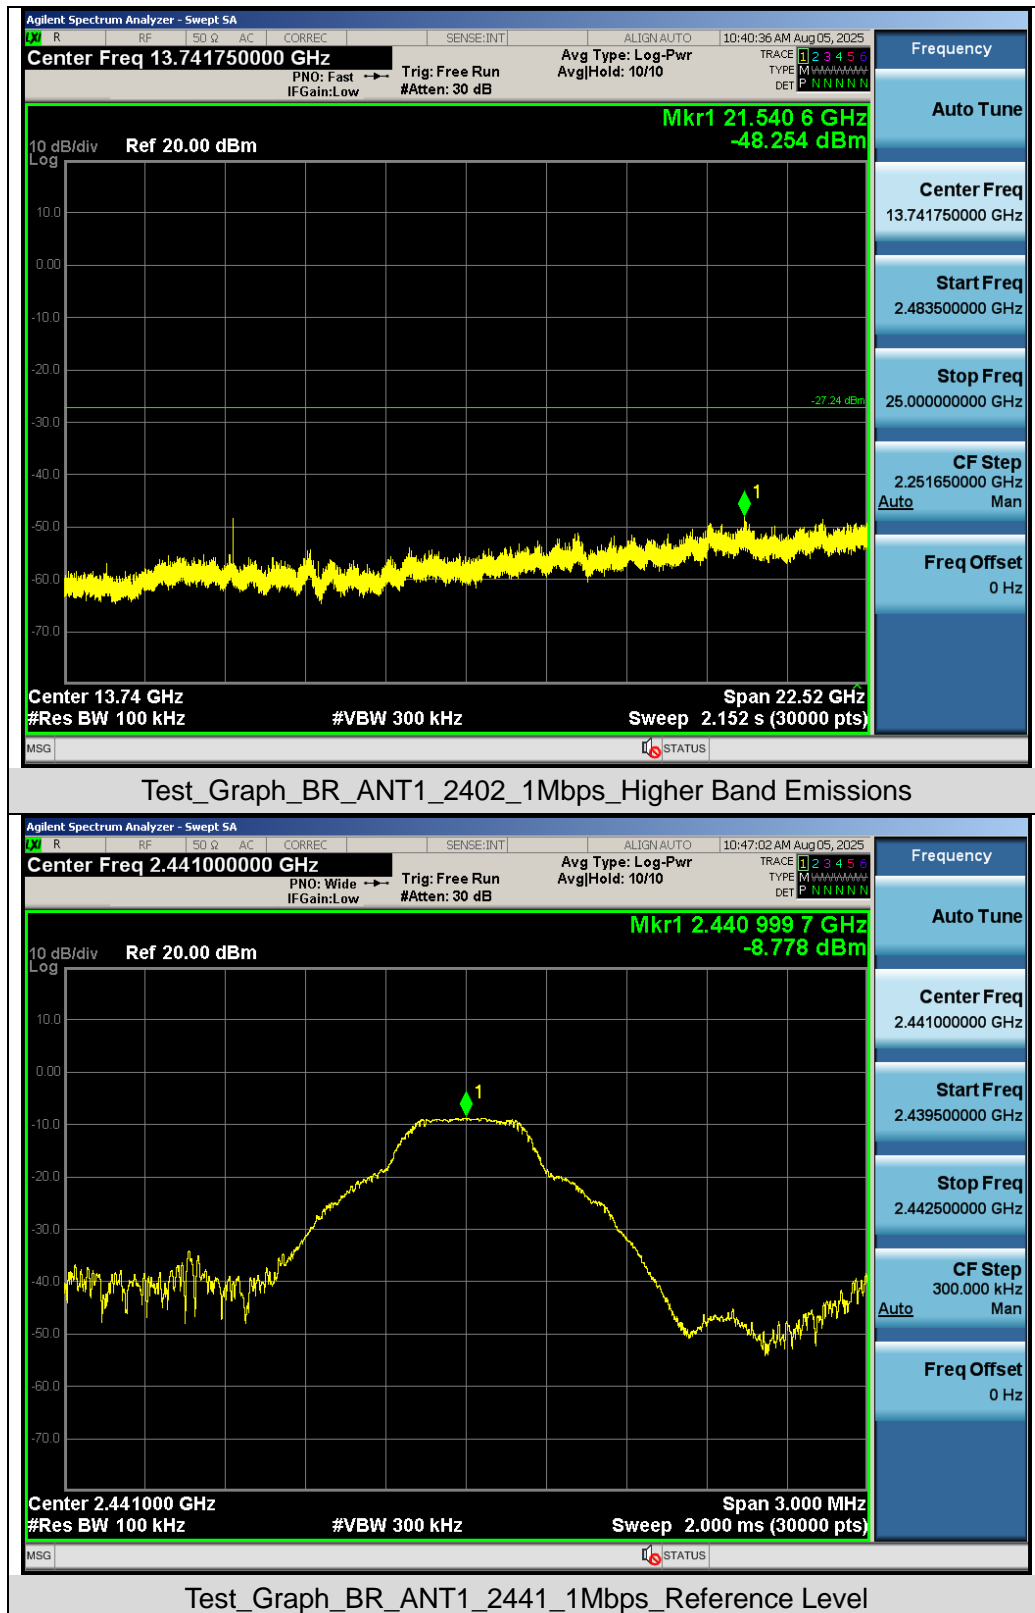 Agilent Spectrum Analyzer - Swept SA
LXI R RF 50 Ω AC CORREC SENSE:INT ALIGN AUTO 10:40:36 AM Aug 05, 2025
Center Freq 13.741750000 GHz
PNO: Fast
IFGain:Low
Trig: Free Run
#Atten: 30 dB
Avg Type: Log-Pwr
Avg|Hold: 10/10
TRACE 1 2 3 4 5 6
TYPE M
DET P N N N N N
Mkr1 21.540 6 GHz
-48.254 dBm
10 dB/div Ref 20.00 dBm
Log
10.0
0.00
-10.0
-20.0
-27.24 dBm
-30.0
-40.0
1
-50.0
-60.0
-70.0
Center 13.74 GHz Span 22.52 GHz
#Res BW 100 kHz #VBW 300 kHz Sweep 2.152 s (30000 pts)
MSG STATUS
Frequency
Auto Tune
Center Freq
13.741750000 GHz
Start Freq
2.483500000 GHz
Stop Freq
25.000000000 GHz
CF Step
2.251650000 GHz
Auto Man
Freq Offset
0 Hz
Test_Graph_BR_ANT1_2402_1Mbps_Higher Band Emissions
Agilent Spectrum Analyzer - Swept SA
LXI R RF 50 Ω AC CORREC SENSE:INT ALIGN AUTO 10:47:02 AM Aug 05, 2025
Center Freq 2.441000000 GHz
PNO: Wide
IFGain:Low
Trig: Free Run
#Atten: 30 dB
Avg Type: Log-Pwr
Avg|Hold: 10/10
TRACE 1 2 3 4 5 6
TYPE M
DET P N N N N N
Mkr1 2.440 999 7 GHz
-8.778 dBm
10 dB/div Ref 20.00 dBm
Log
10.0
0.00
1
-10.0
-20.0
-30.0
-40.0
-50.0
-60.0
-70.0
Center 2.441000 GHz Span 3.000 MHz
#Res BW 100 kHz #VBW 300 kHz Sweep 2.000 ms (30000 pts)
MSG STATUS
Frequency
Auto Tune
Center Freq
2.441000000 GHz
Start Freq
2.439500000 GHz
Stop Freq
2.442500000 GHz
CF Step
300.000 kHz
Auto Man
Freq Offset
0 Hz
Test_Graph_BR_ANT1_2441_1Mbps_Reference Level